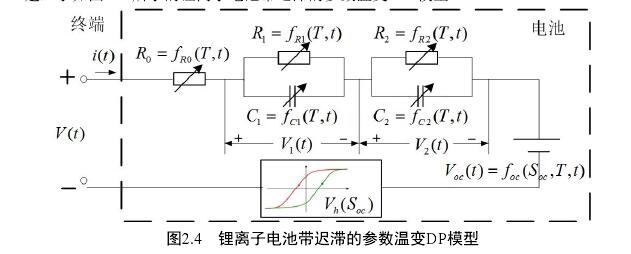 终端
电池
i(t)
R₀ = f_R0(T,t)
R₁ = f_R1(T,t)
R₂ = f_R2(T,t)
+
C₁ = f_C1(T,t)
C₂ = f_C2(T,t)
V(t)
+ V₁(t) −
+ V₂(t) −
V_oc(t) = f_oc(S_oc,T,t)
−
V_h(S_oc)
图2.4 锂离子电池带迟滞的参数温变DP模型